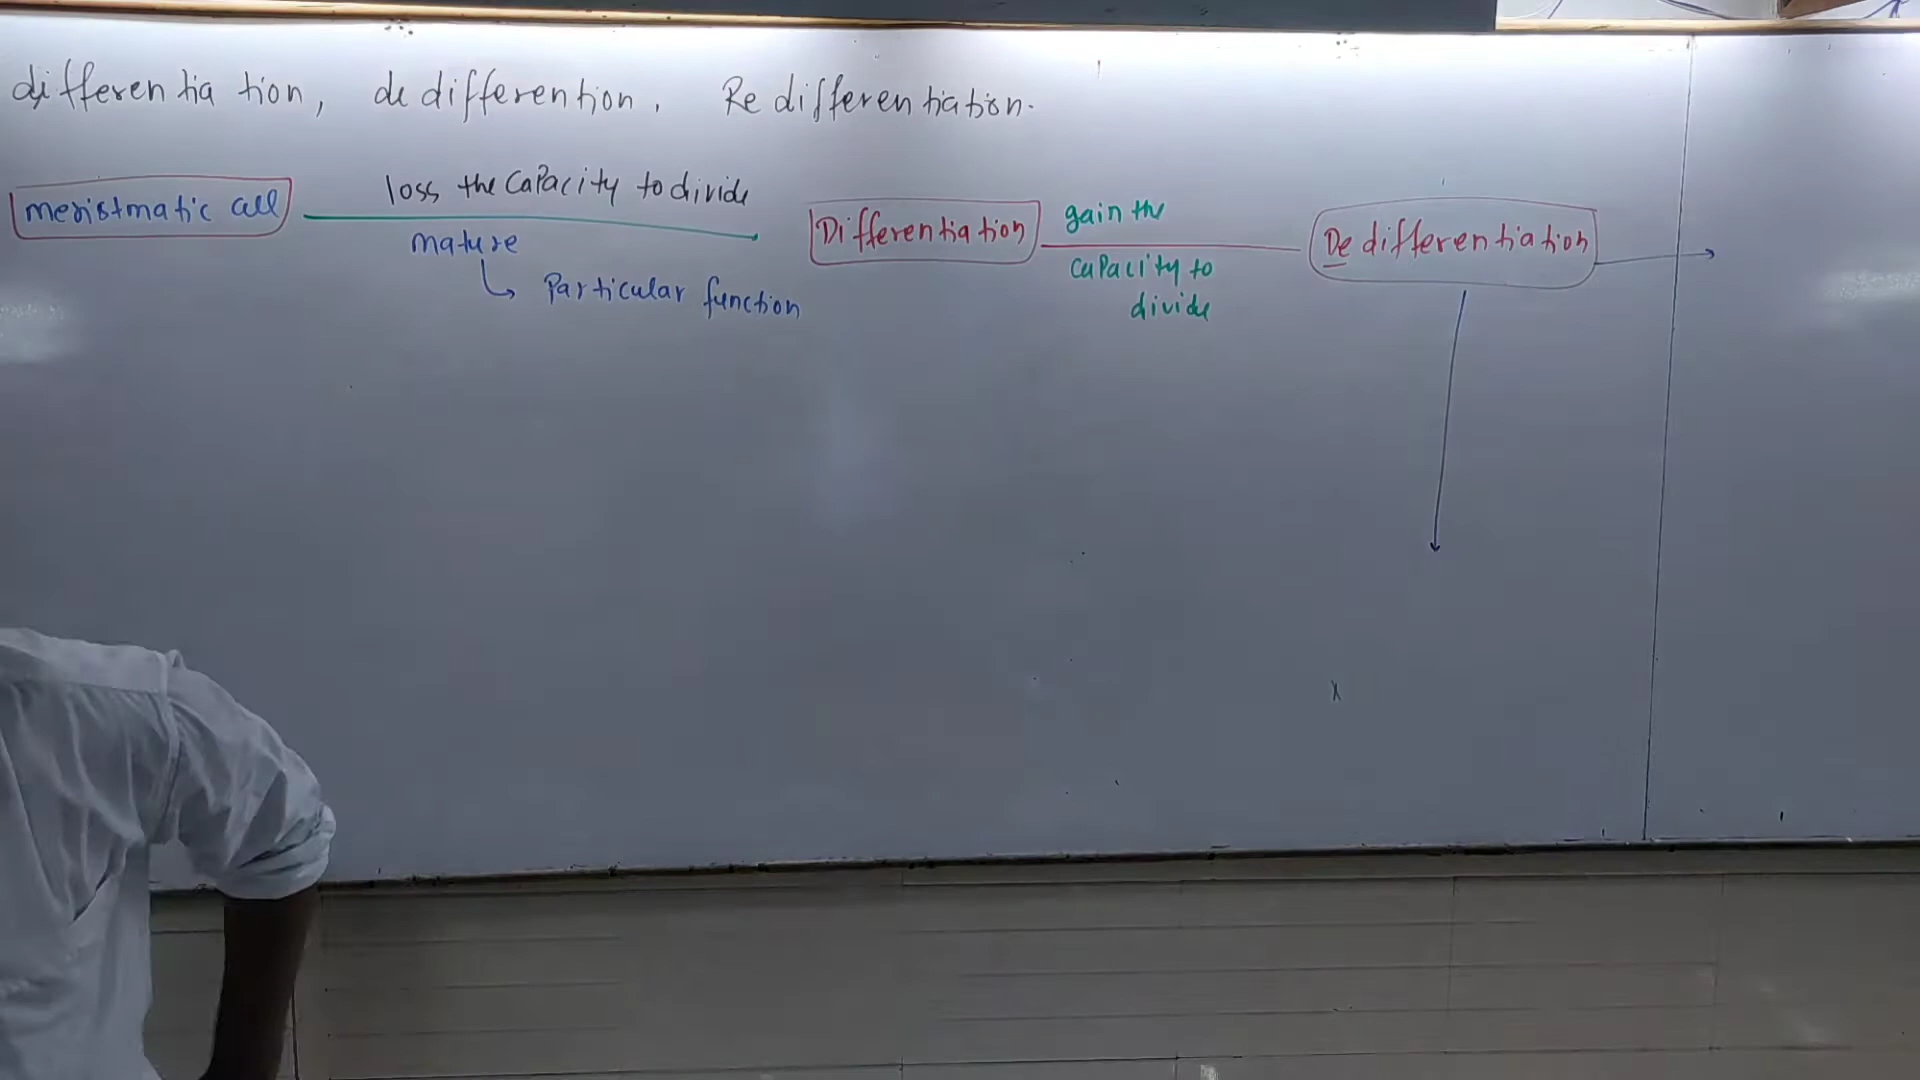 differentiation, dedifferention, Redifferentiation.
meristmatic cell
loss the capacity to divide
mature
Particular function
Differentiation
gain the
capacity to
divide
Dedifferentiation
x